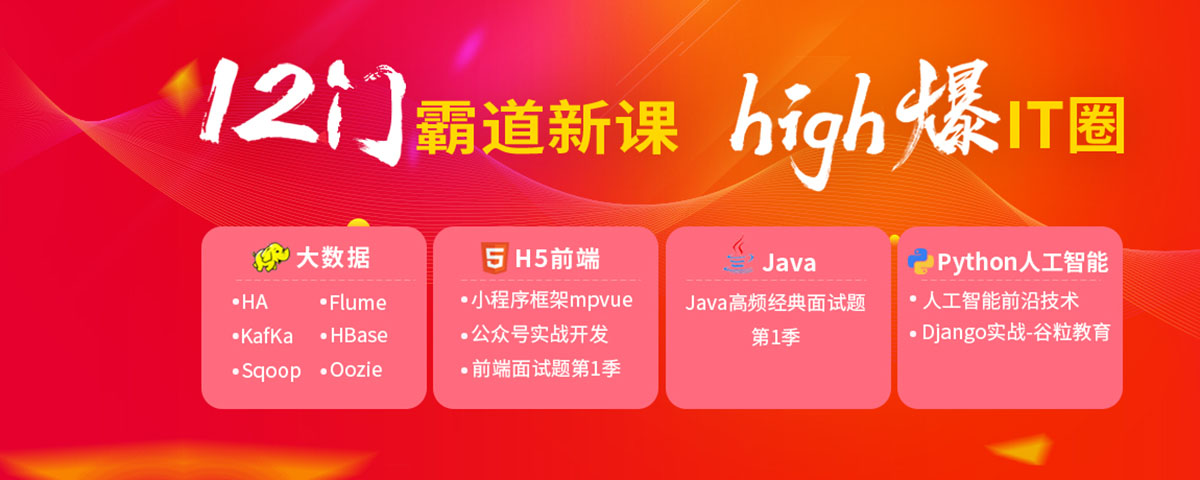 12门霸道新课 high爆IT圈
大数据
•HA •Flume
•KafKa •HBase
•Sqoop •Oozie
5 H5前端
•小程序框架mpvue
•公众号实战开发
•前端面试题第1季
Java
Java高频经典面试题
第1季
Python人工智能
•人工智能前沿技术
•Django实战-谷粒教育